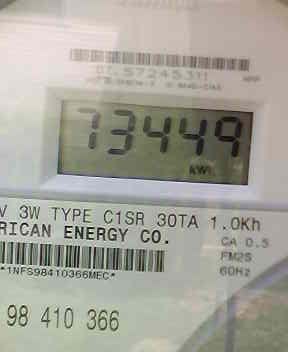 73449
kWh
V 3W TYPE C1SR 30TA 1.0Kh
RICAN ENERGY CO.
CA 0.5
FM2S
60Hz
*1NFS98410366MEC*
98 410 366